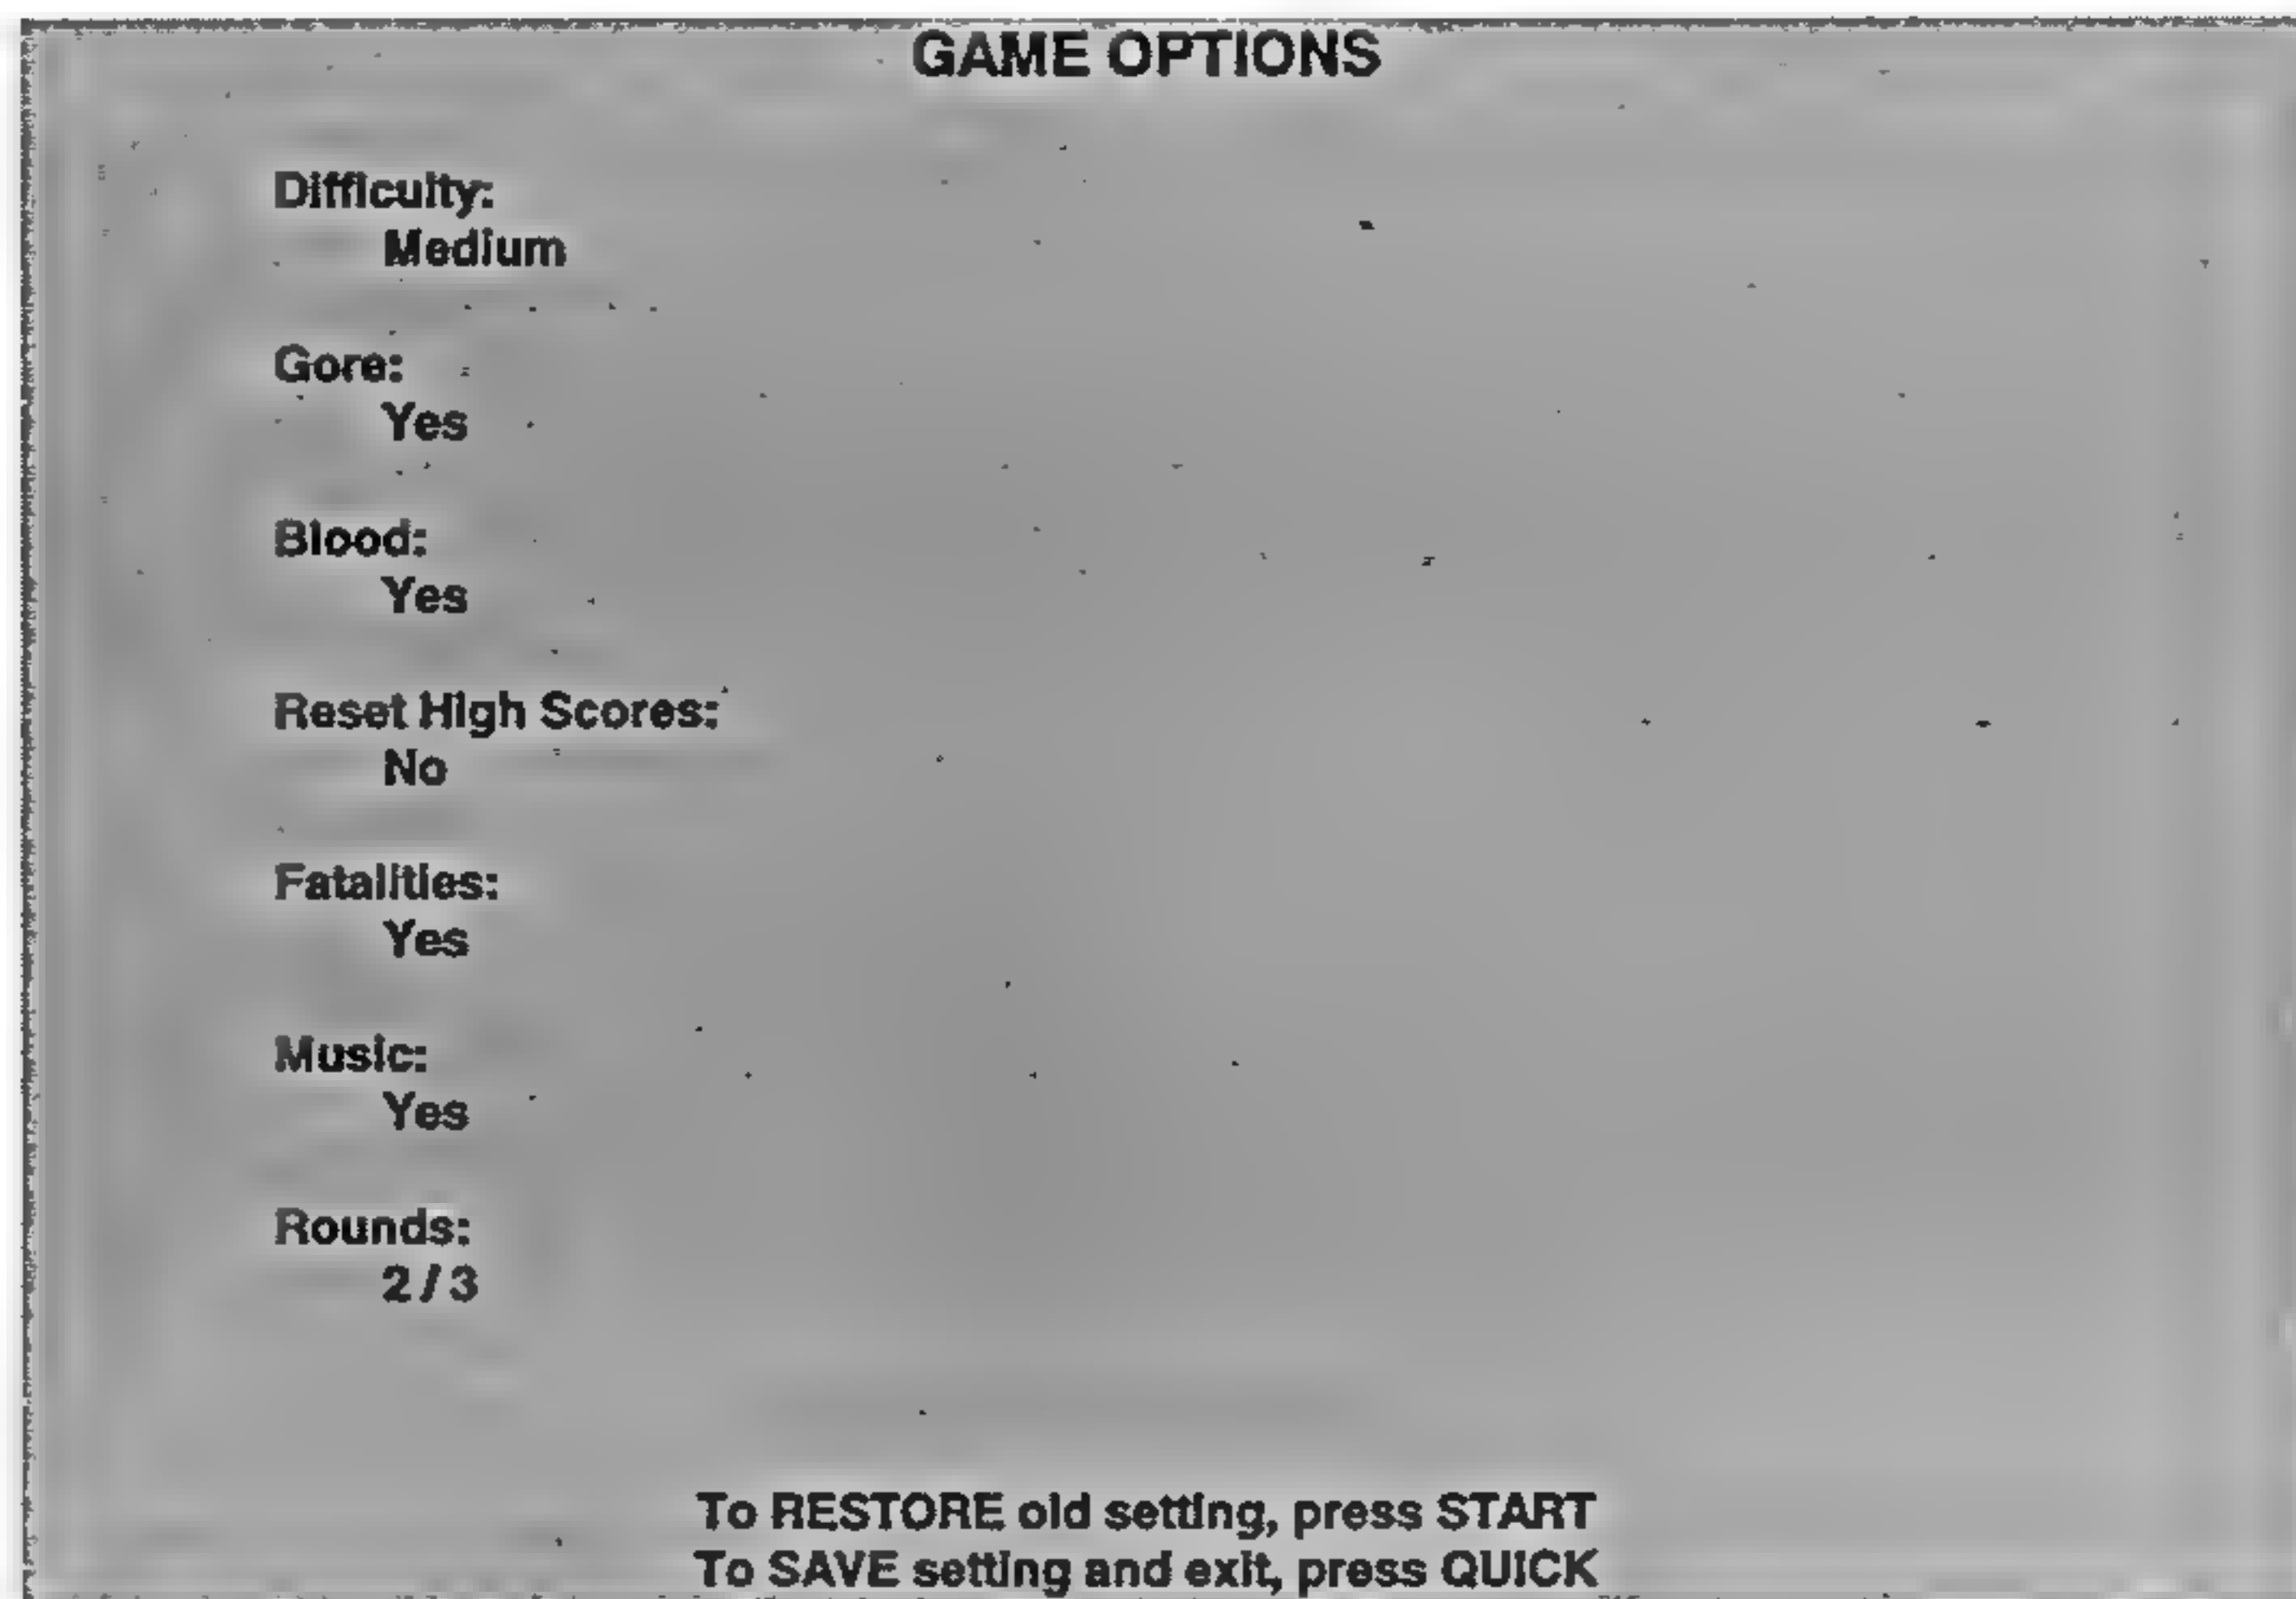 GAME OPTIONS
Difficulty:
Medium
Gore:
Yes
Blood:
Yes
Reset High Scores:
No
Fatalities:
Yes
Music:
Yes
Rounds:
2 / 3
To RESTORE old setting, press START
To SAVE setting and exit, press QUICK